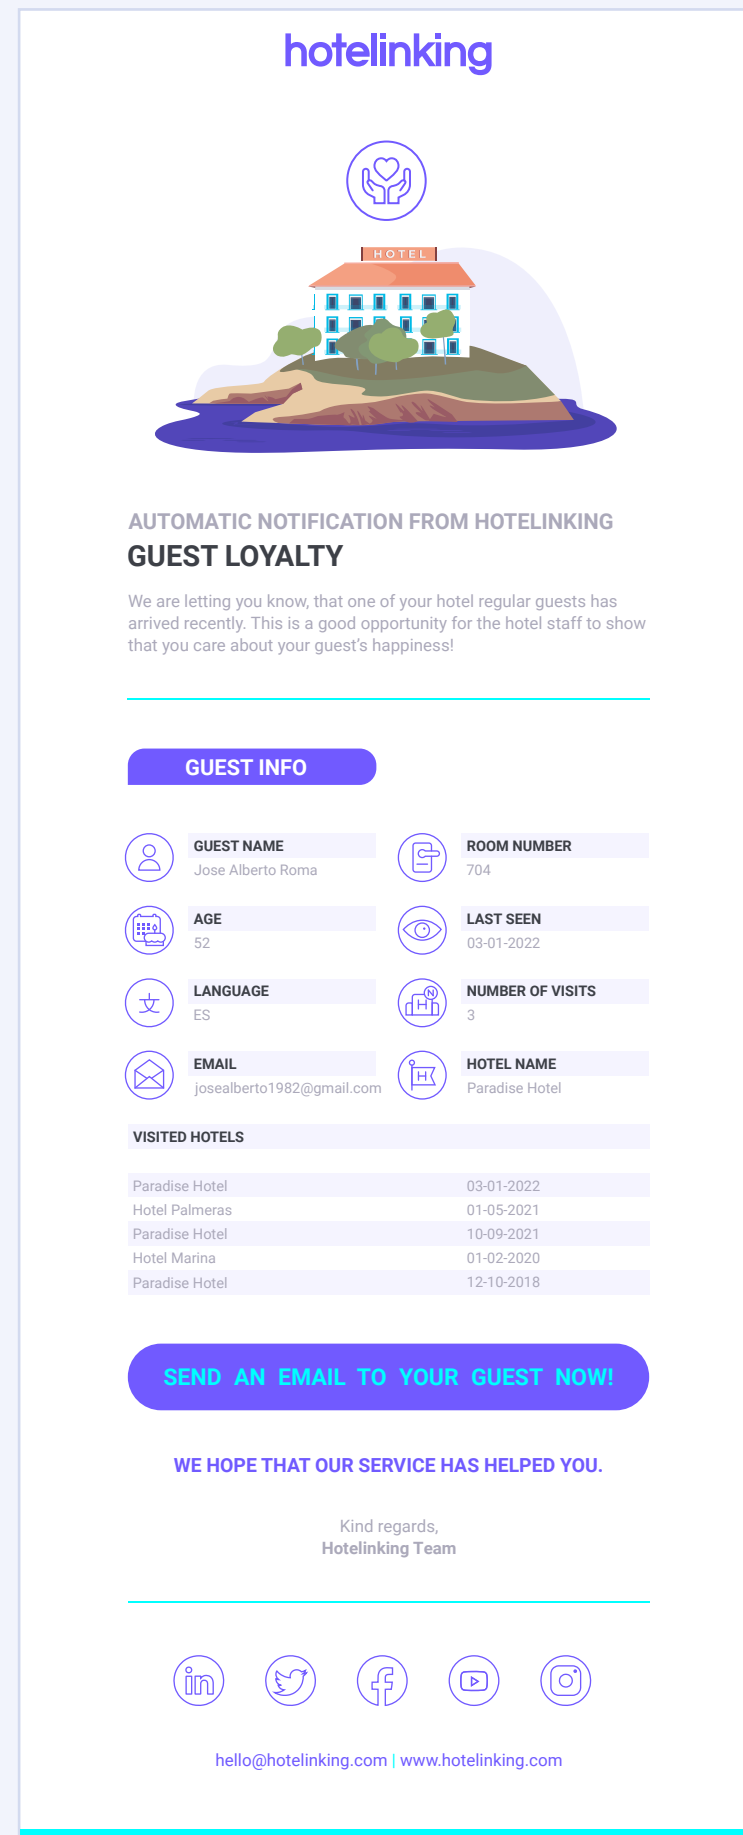 hotelinking
HOTEL
AUTOMATIC NOTIFICATION FROM HOTELINKING
GUEST LOYALTY
We are letting you know, that one of your hotel regular guests has
arrived recently. This is a good opportunity for the hotel staff to show
that you care about your guest’s happiness!
GUEST INFO
GUEST NAME
Jose Alberto Roma
ROOM NUMBER
704
AGE
52
LAST SEEN
03-01-2022
文
LANGUAGE
ES
N
H
NUMBER OF VISITS
3
EMAIL
josealberto1982@gmail.com
H
HOTEL NAME
Paradise Hotel
VISITED HOTELS
Paradise Hotel 03-01-2022
Hotel Palmeras 01-05-2021
Paradise Hotel 10-09-2021
Hotel Marina 01-02-2020
Paradise Hotel 12-10-2018
SEND AN EMAIL TO YOUR GUEST NOW!
WE HOPE THAT OUR SERVICE HAS HELPED YOU.
Kind regards,
Hotelinking Team
in f
hello@hotelinking.com | www.hotelinking.com